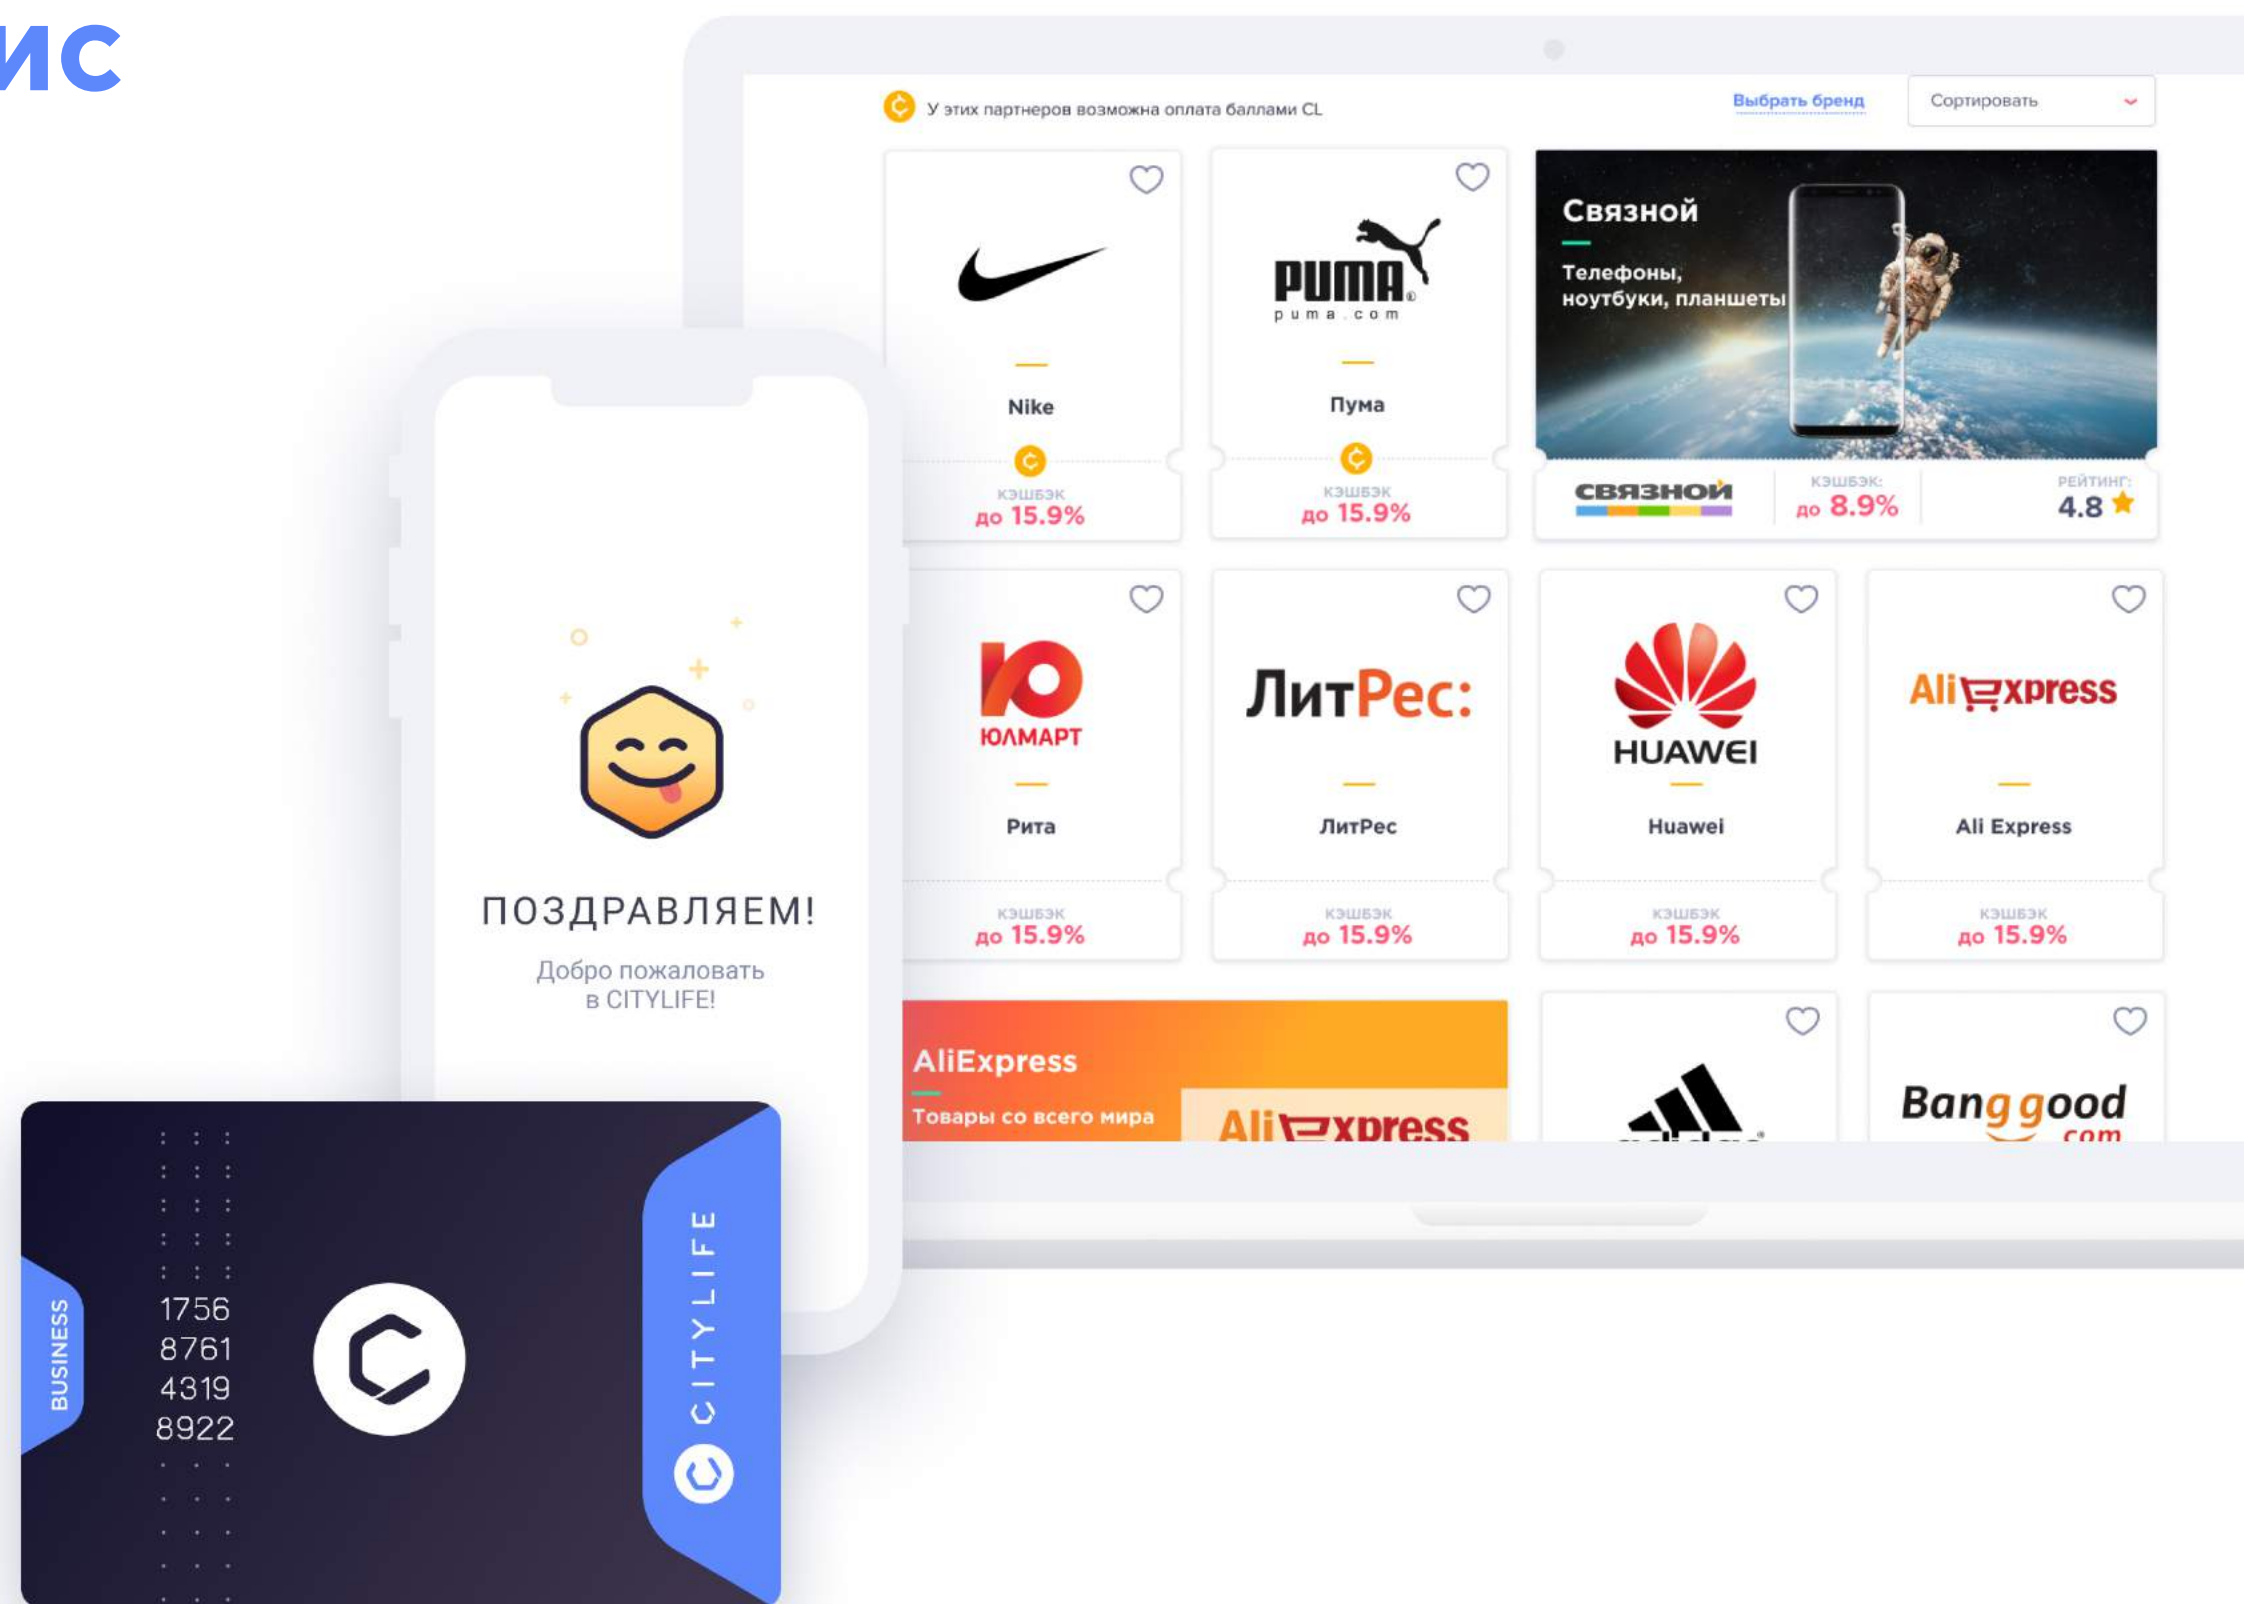 ис
У этих партнеров возможна оплата баллами CL
Выбрать бренд
Сортировать
Nike
КЭШБЭК
до 15.9%
PUMA
puma.com
Пума
КЭШБЭК
до 15.9%
Связной
Телефоны,
ноутбуки, планшеты
СВЯЗНОЙ
КЭШБЭК:
до 8.9%
РЕЙТИНГ:
4.8
ЮЛМАРТ
Рита
КЭШБЭК
до 15.9%
ЛитРес:
ЛитРес
КЭШБЭК
до 15.9%
HUAWEI
Huawei
КЭШБЭК
до 15.9%
AliExpress
Ali Express
КЭШБЭК
до 15.9%
AliExpress
Товары со всего мира
AliExpress
adidas
Banggood
.com
ПОЗДРАВЛЯЕМ!
Добро пожаловать
в CITYLIFE!
BUSINESS
1756
8761
4319
8922
CITYLIFE